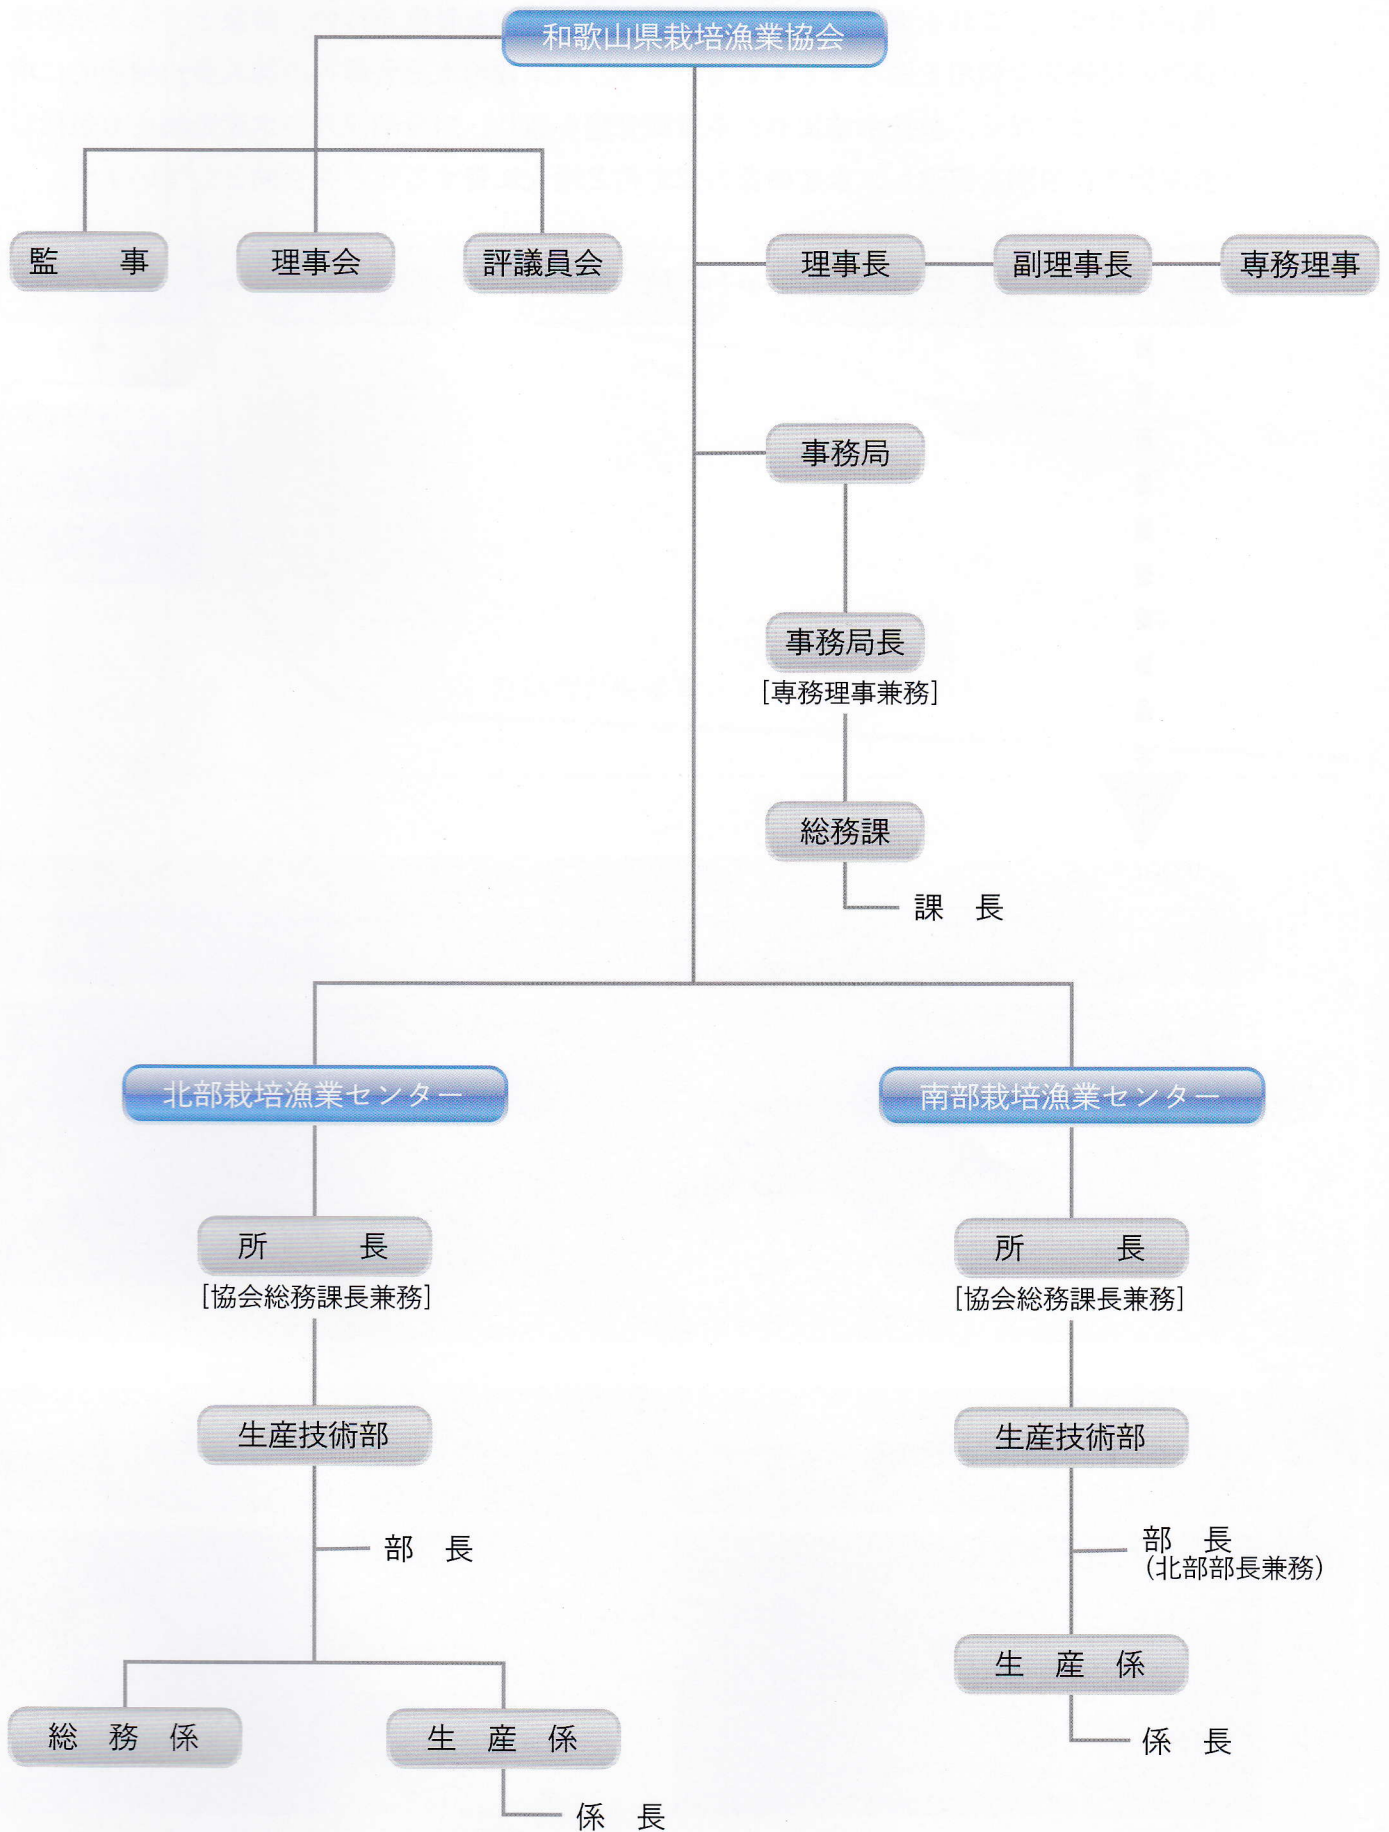 和歌山県栽培漁業協会
監　　事
理事会
評議員会
理事長
副理事長
専務理事
事務局
事務局長
[専務理事兼務]
総務課
課　長
北部栽培漁業センター
南部栽培漁業センター
所　　　長
[協会総務課長兼務]
所　　　長
[協会総務課長兼務]
生産技術部
生産技術部
部　長
部　長
(北部部長兼務)
生　産　係
係　長
総　務　係
生　産　係
係　長